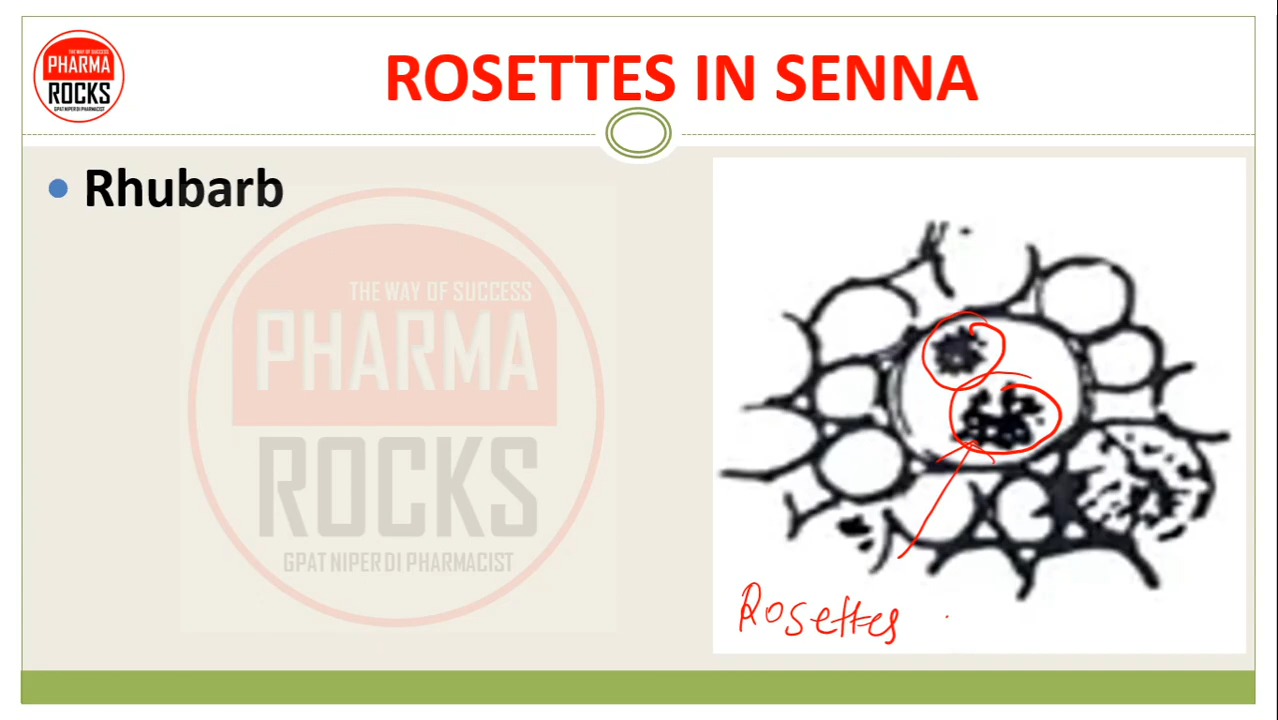 THE WAY OF SUCCESS
PHARMA
ROCKS
GPAT NIPER DI PHARMACIST
ROSETTES IN SENNA
• Rhubarb
THE WAY OF SUCCESS
PHARMA
ROCKS
GPAT NIPER DI PHARMACIST
Rosettes